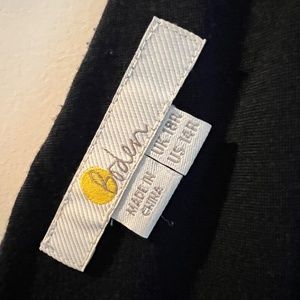 Boden
UK 18R
US 14R
MADE IN
CHINA